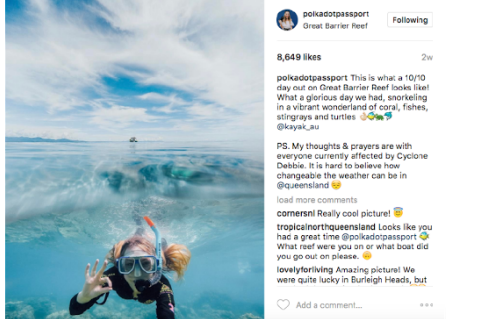 polkadotpassport
Great Barrier Reef
Following
8,649 likes
2w
polkadotpassport This is what a 10/10
day out on Great Barrier Reef looks like!
What a glorious day we had, snorkeling
in a vibrant wonderland of coral, fishes,
stingrays and turtles
@kayak_au
PS. My thoughts & prayers are with
everyone currently affected by Cyclone
Debbie. It is hard to believe how
changeable the weather can be in
@queensland
load more comments
cornersni Really cool picture!
tropicalnorthqueensland Looks like you
had a great time @polkadotpassport
What reef were you on or what boat did
you go out on please.
lovelyforliving Amazing picture! We
were quite lucky in Burleigh Heads, but
Add a comment...